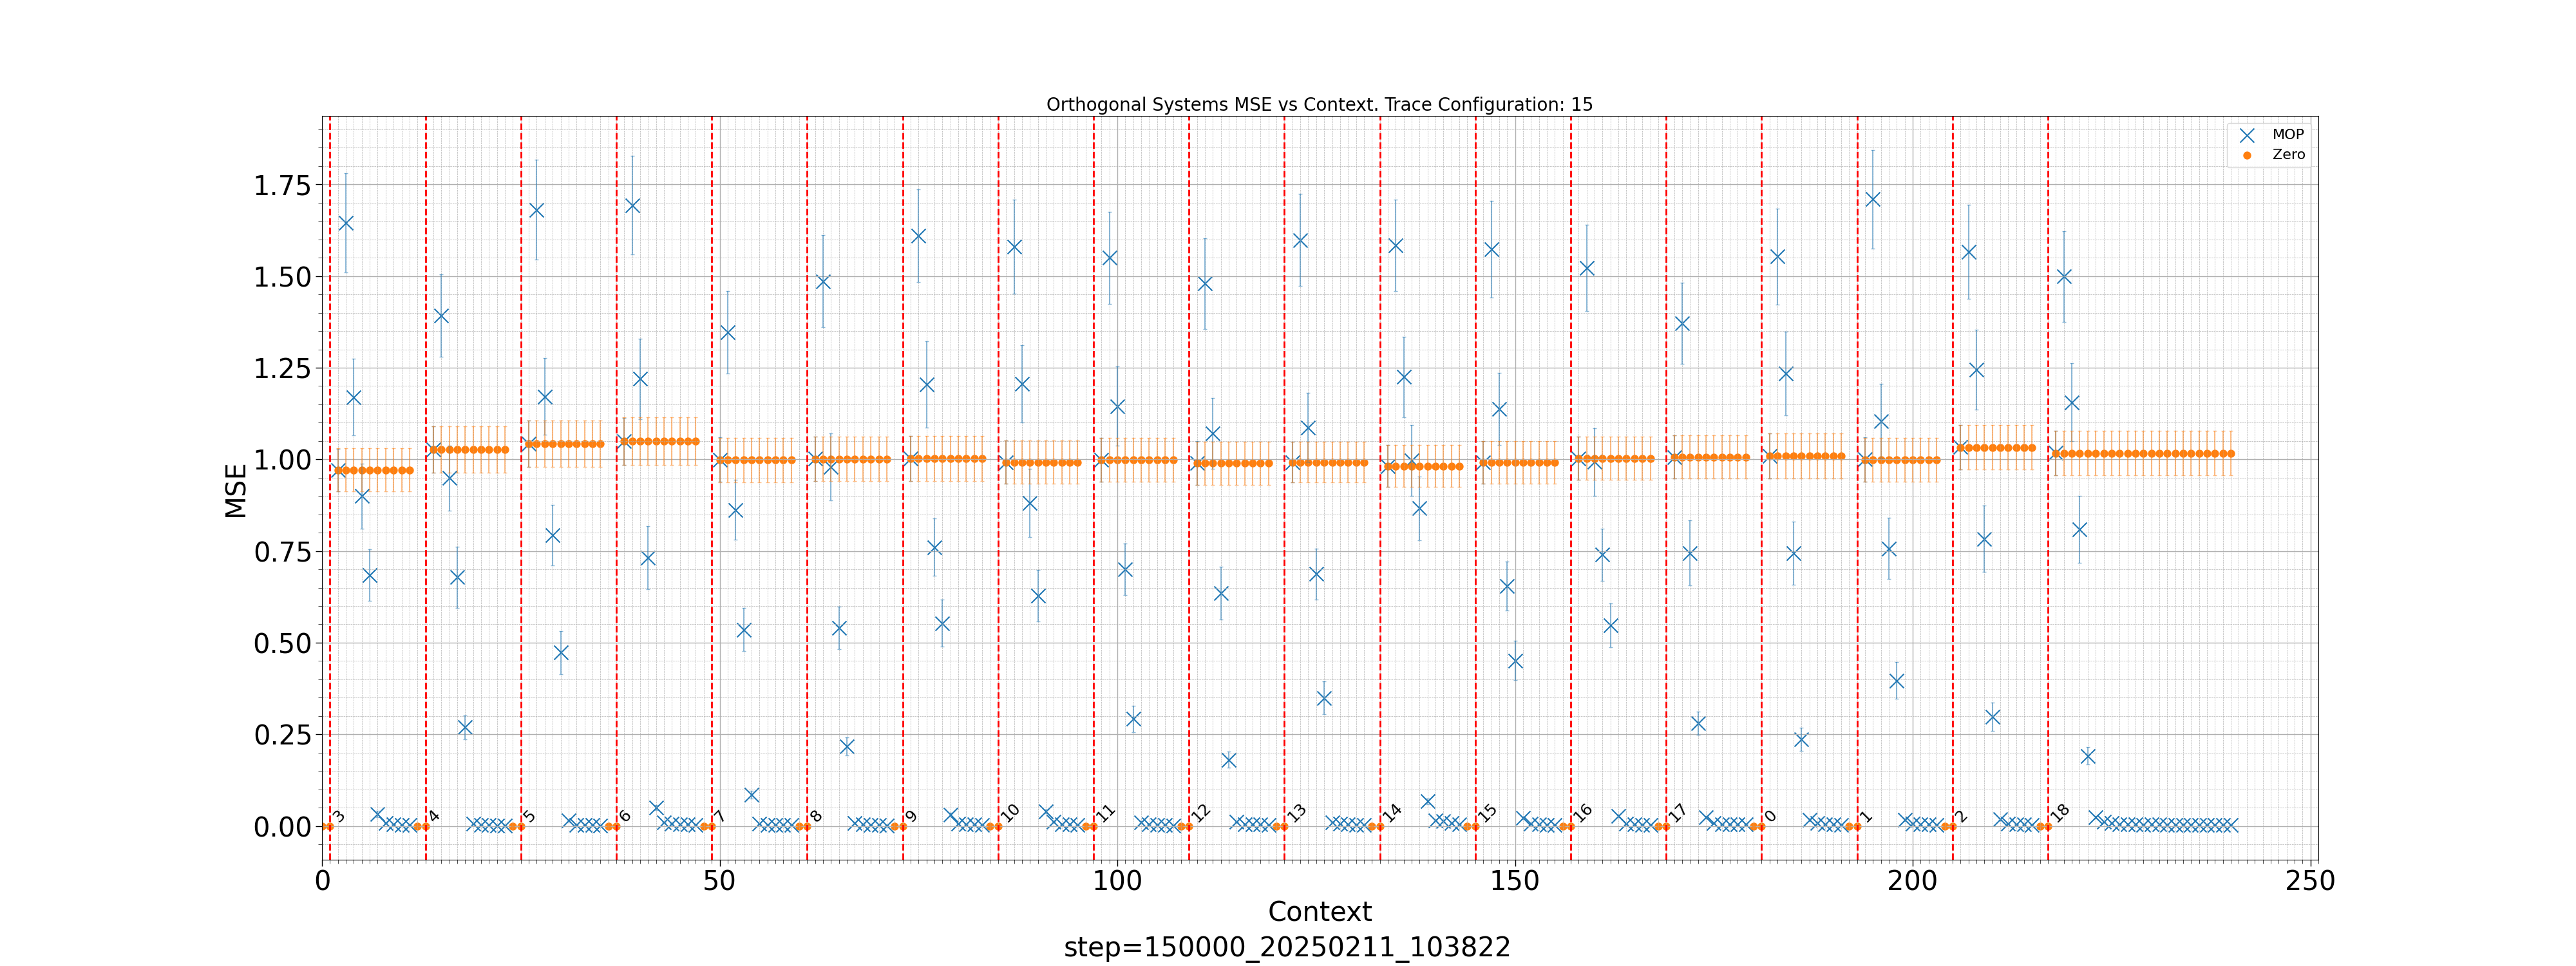 Orthogonal Systems MSE vs Context. Trace Configuration: 15
MOP
Zero
MSE
1.75
1.50
1.25
1.00
0.75
0.50
0.25
0.00
3 4 5 6 7 8 9 10 11 12 13 14 15 16 17 0 1 2 18
0 50 100 150 200 250
Context
step=150000_20250211_103822